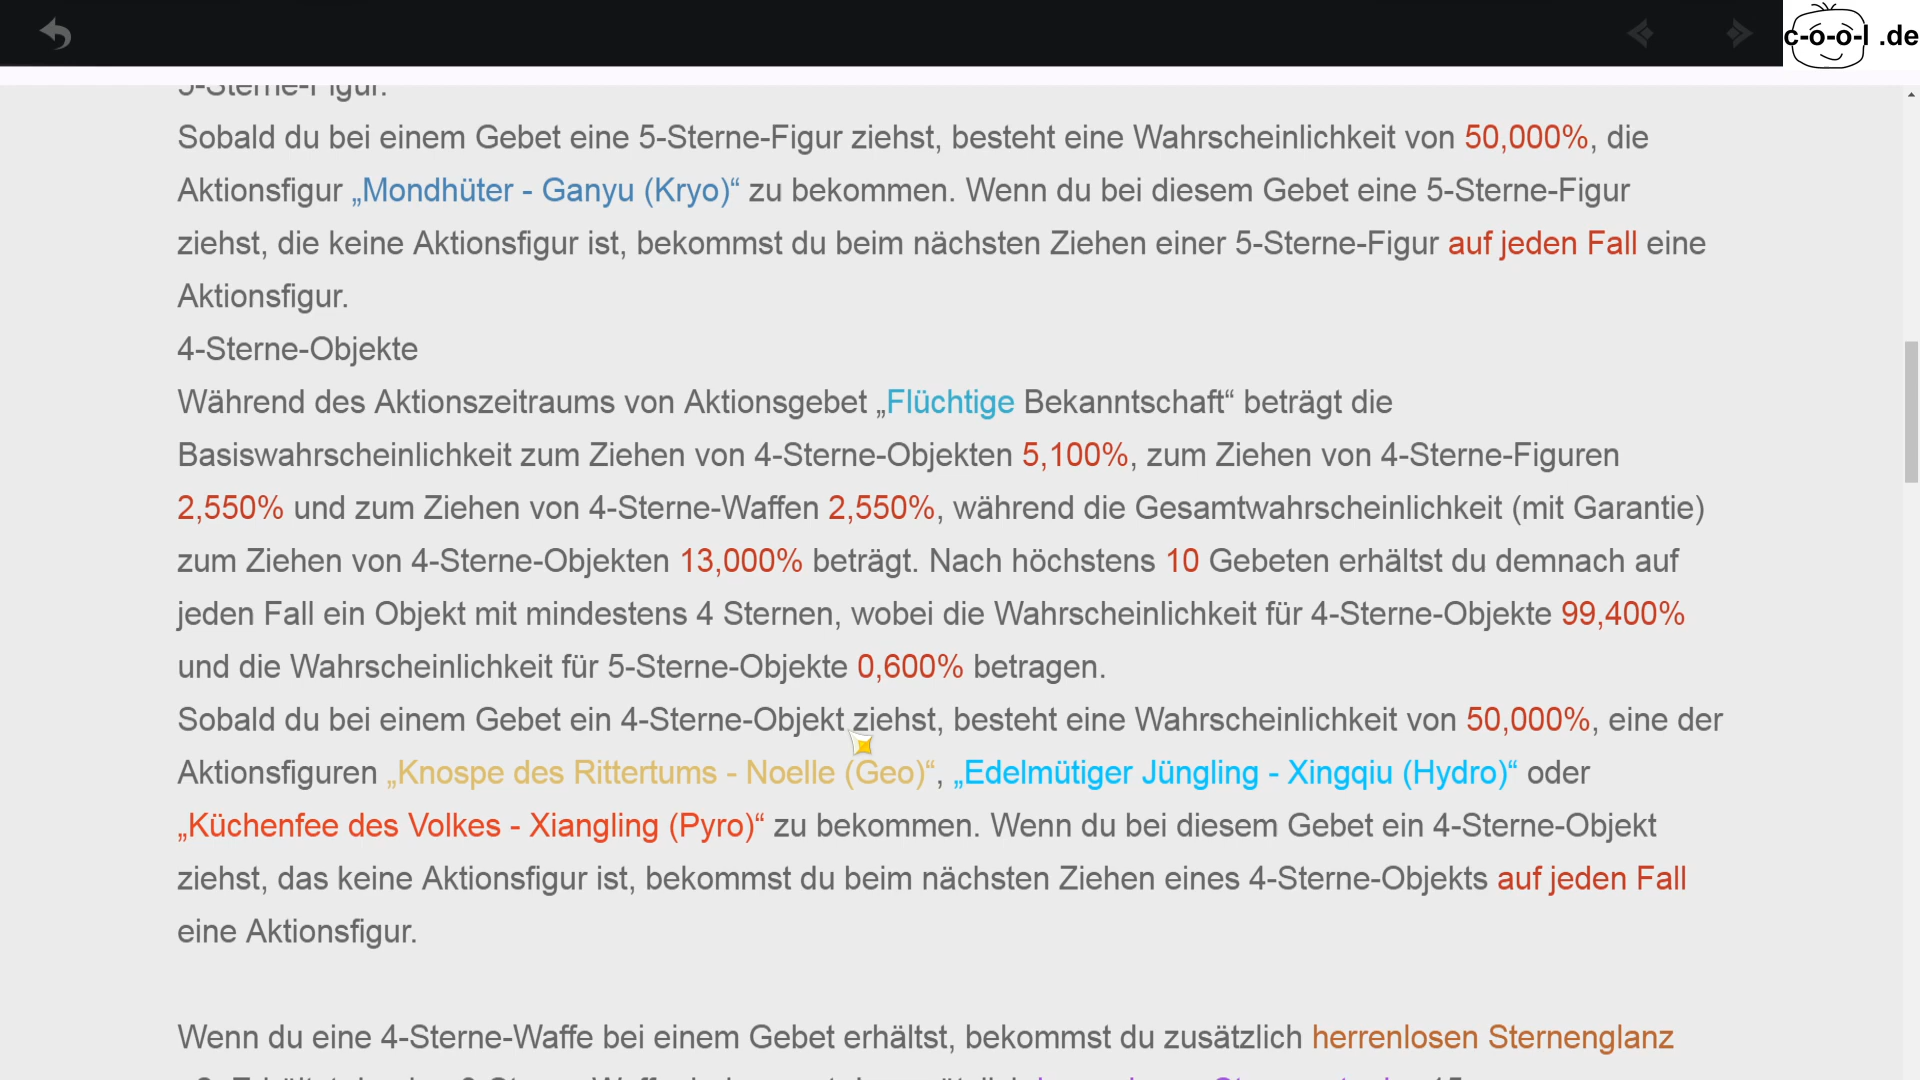 c-o-o-l .de
5-Sterne-Figur.
Sobald du bei einem Gebet eine 5-Sterne-Figur ziehst, besteht eine Wahrscheinlichkeit von 50,000%, die
Aktionsfigur „Mondhüter - Ganyu (Kryo)“ zu bekommen. Wenn du bei diesem Gebet eine 5-Sterne-Figur
ziehst, die keine Aktionsfigur ist, bekommst du beim nächsten Ziehen einer 5-Sterne-Figur auf jeden Fall eine
Aktionsfigur.
4-Sterne-Objekte
Während des Aktionszeitraums von Aktionsgebet „Flüchtige Bekanntschaft“ beträgt die
Basiswahrscheinlichkeit zum Ziehen von 4-Sterne-Objekten 5,100%, zum Ziehen von 4-Sterne-Figuren
2,550% und zum Ziehen von 4-Sterne-Waffen 2,550%, während die Gesamtwahrscheinlichkeit (mit Garantie)
zum Ziehen von 4-Sterne-Objekten 13,000% beträgt. Nach höchstens 10 Gebeten erhältst du demnach auf
jeden Fall ein Objekt mit mindestens 4 Sternen, wobei die Wahrscheinlichkeit für 4-Sterne-Objekte 99,400%
und die Wahrscheinlichkeit für 5-Sterne-Objekte 0,600% betragen.
Sobald du bei einem Gebet ein 4-Sterne-Objekt ziehst, besteht eine Wahrscheinlichkeit von 50,000%, eine der
Aktionsfiguren „Knospe des Rittertums - Noelle (Geo)“, „Edelmütiger Jüngling - Xingqiu (Hydro)“ oder
„Küchenfee des Volkes - Xiangling (Pyro)“ zu bekommen. Wenn du bei diesem Gebet ein 4-Sterne-Objekt
ziehst, das keine Aktionsfigur ist, bekommst du beim nächsten Ziehen eines 4-Sterne-Objekts auf jeden Fall
eine Aktionsfigur.
Wenn du eine 4-Sterne-Waffe bei einem Gebet erhältst, bekommst du zusätzlich herrenlosen Sternenglanz